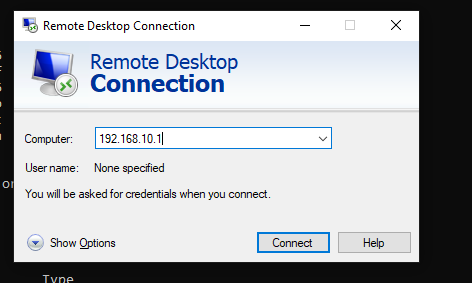 Remote Desktop Connection
Remote Desktop
Connection
Computer:
192.168.10.1
User name:
None specified
You will be asked for credentials when you connect.
Show Options
Connect
Help
or
Type